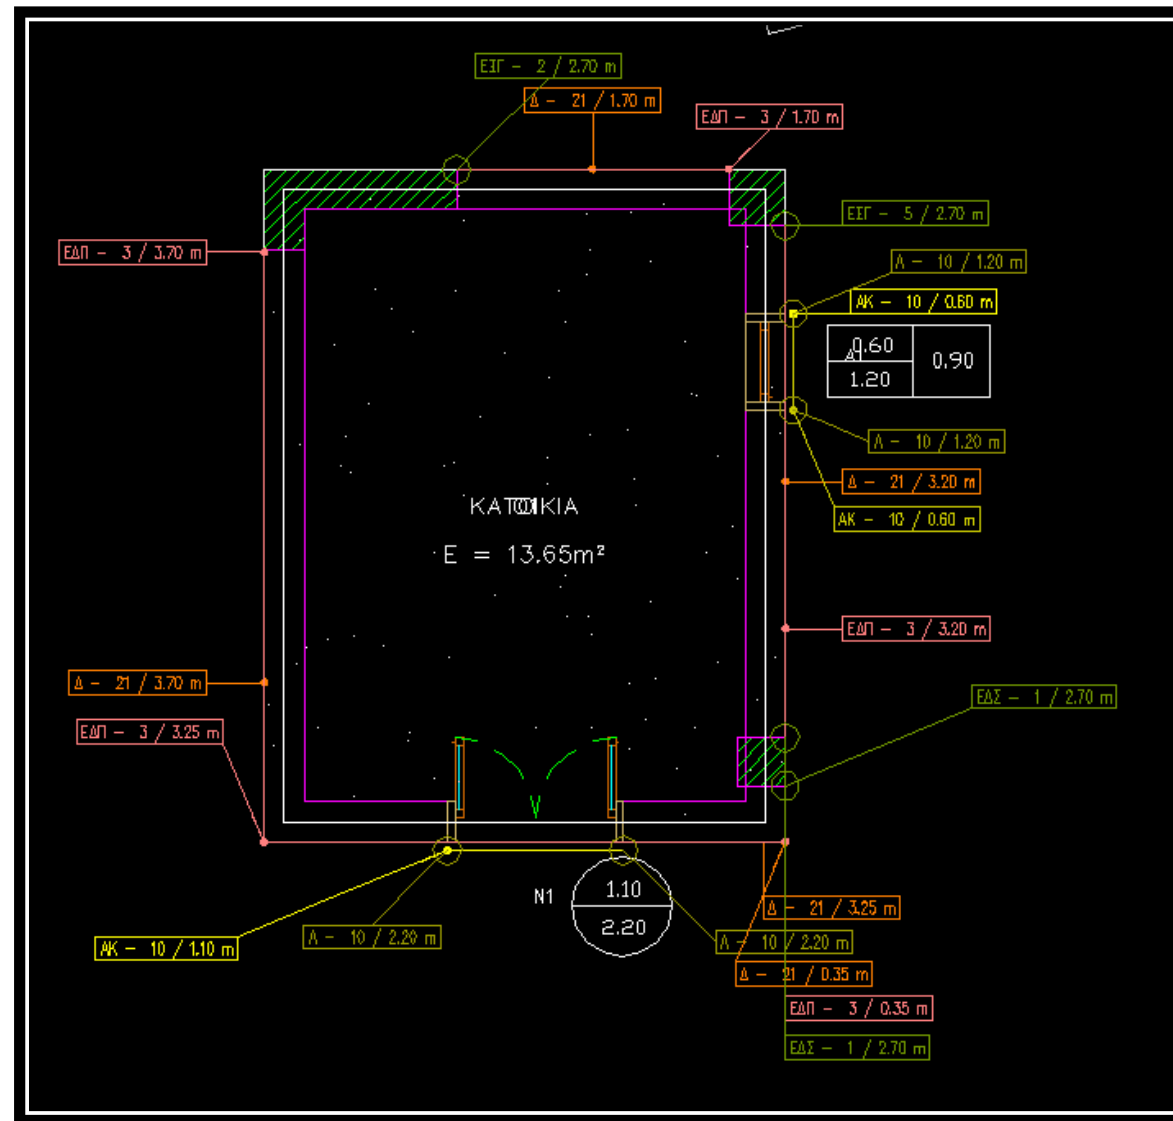 ΕΞΓ - 2 / 2.70 m
Δ - 21 / 1.70 m
ΕΔΠ - 3 / 1.70 m
ΕΞΓ - 5 / 2.70 m
ΕΔΠ - 3 / 3.70 m
Λ - 10 / 1.20 m
ΑΚ - 10 / 0.60 m
0.60
1.20
0.90
Λ - 10 / 1.20 m
Δ - 21 / 3.20 m
ΑΚ - 10 / 0.60 m
Ε = 13.65m²
ΕΔΠ - 3 / 3.20 m
Δ - 21 / 3.70 m
ΕΔΣ - 1 / 2.70 m
ΕΔΠ - 3 / 3.25 m
N1
1.10
2.20
Δ - 21 / 3.25 m
Λ - 10 / 2.20 m
ΑΚ - 10 / 1.10 m
Λ - 10 / 2.20 m
Δ - 21 / 0.35 m
ΕΔΠ - 3 / 0.35 m
ΕΔΣ - 1 / 2.70 m